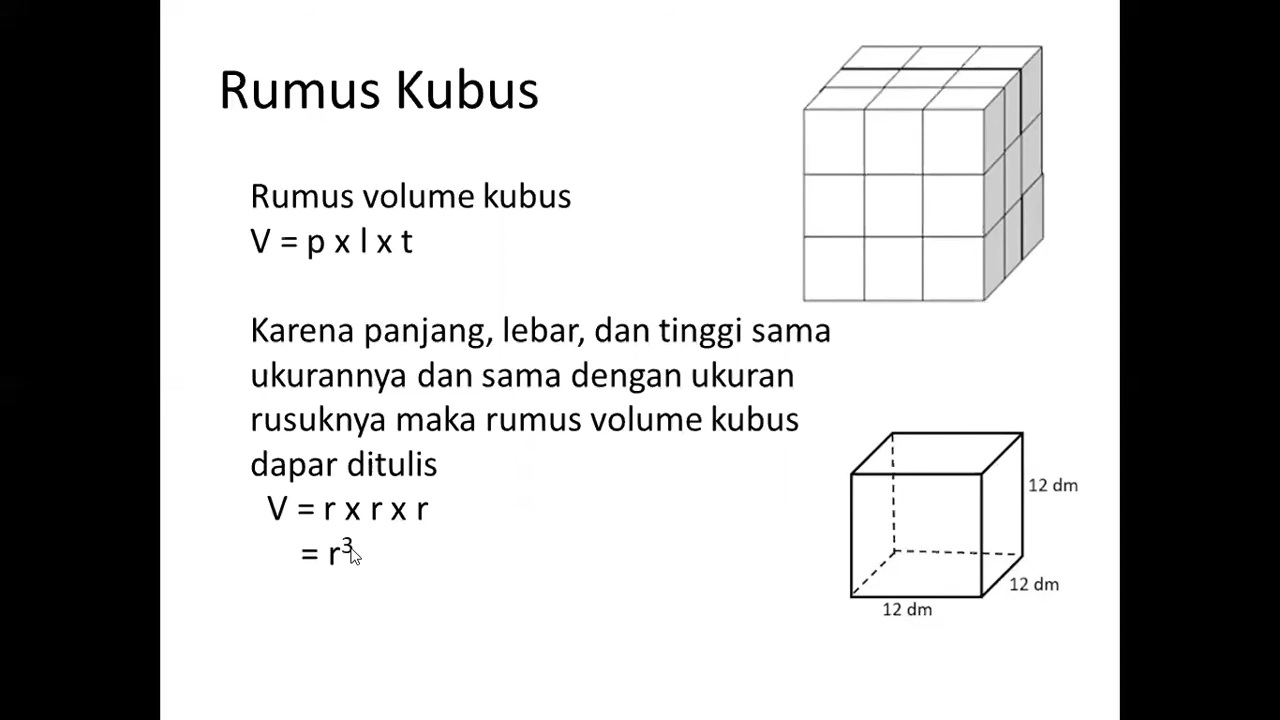 Rumus Kubus
Rumus volume kubus
V = p x l x t
Karena panjang, lebar, dan tinggi sama
ukurannya dan sama dengan ukuran
rusuknya maka rumus volume kubus
dapar ditulis
V = r x r x r
= r³
12 dm
12 dm
12 dm